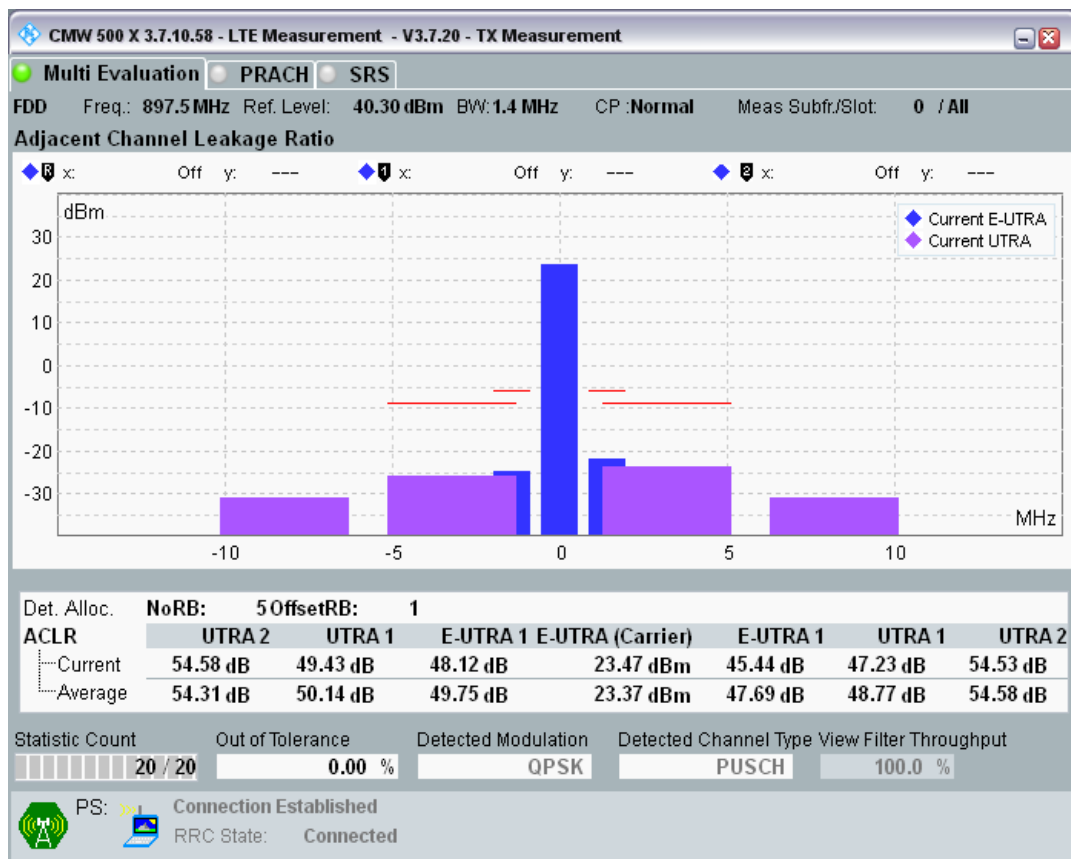 CMW 500 X 3.7.10.58 - LTE Measurement - V3.7.20 - TX Measurement
Multi Evaluation PRACH SRS
FDD Freq.: 897.5 MHz Ref. Level: 40.30 dBm BW: 1.4 MHz CP :Normal Meas Subfr./Slot: 0 / All
Adjacent Channel Leakage Ratio
R x: Off y: --- 1 x: Off y: --- 2 x: Off y: ---
dBm
Current E-UTRA
Current UTRA
30
20
10
0
-10
-20
-30
MHz
-10 -5 0 5 10
Det. Alloc. NoRB: 5 OffsetRB: 1
ACLR UTRA 2 UTRA 1 E-UTRA 1 E-UTRA (Carrier) E-UTRA 1 UTRA 1 UTRA 2
Current 54.58 dB 49.43 dB 48.12 dB 23.47 dBm 45.44 dB 47.23 dB 54.53 dB
Average 54.31 dB 50.14 dB 49.75 dB 23.37 dBm 47.69 dB 48.77 dB 54.58 dB
Statistic Count Out of Tolerance Detected Modulation Detected Channel Type View Filter Throughput
20 / 20 0.00 % QPSK PUSCH 100.0 %
PS: Connection Established
RRC State: Connected